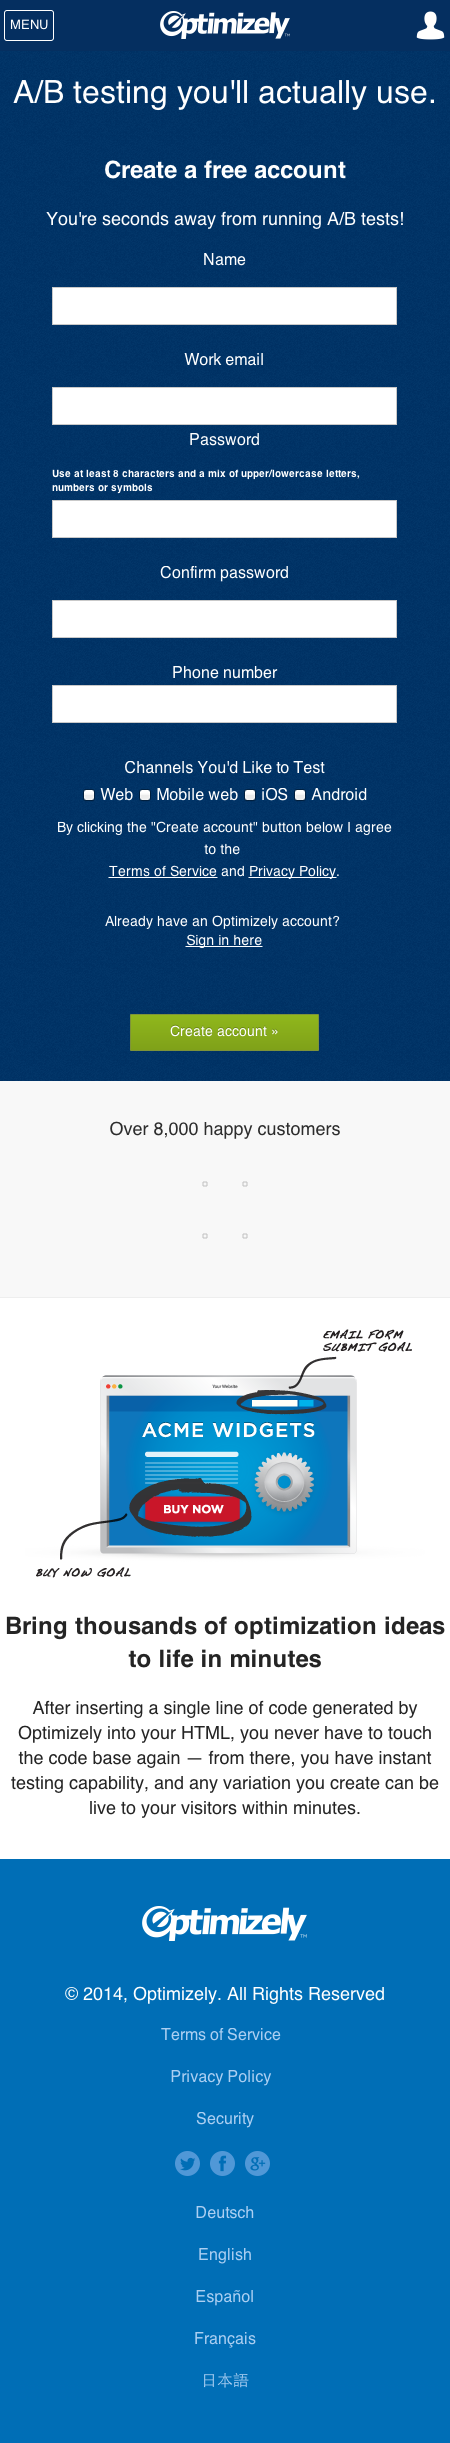 MENU
Optimizely™
A/B testing you'll actually use.
Create a free account
You're seconds away from running A/B tests!
Name
Work email
Password
Use at least 8 characters and a mix of upper/lowercase letters,
numbers or symbols
Confirm password
Phone number
Channels You'd Like to Test
Web Mobile web iOS Android
By clicking the "Create account" button below I agree
to the
Terms of Service and Privacy Policy.
Already have an Optimizely account?
Sign in here
Create account »
Over 8,000 happy customers
EMAIL FORM
SUBMIT GOAL
Your Website
ACME WIDGETS
BUY NOW
BUY NOW GOAL
Bring thousands of optimization ideas
to life in minutes
After inserting a single line of code generated by
Optimizely into your HTML, you never have to touch
the code base again — from there, you have instant
testing capability, and any variation you create can be
live to your visitors within minutes.
Optimizely™
© 2014, Optimizely. All Rights Reserved
Terms of Service
Privacy Policy
Security
Deutsch
English
Español
Français
日本語